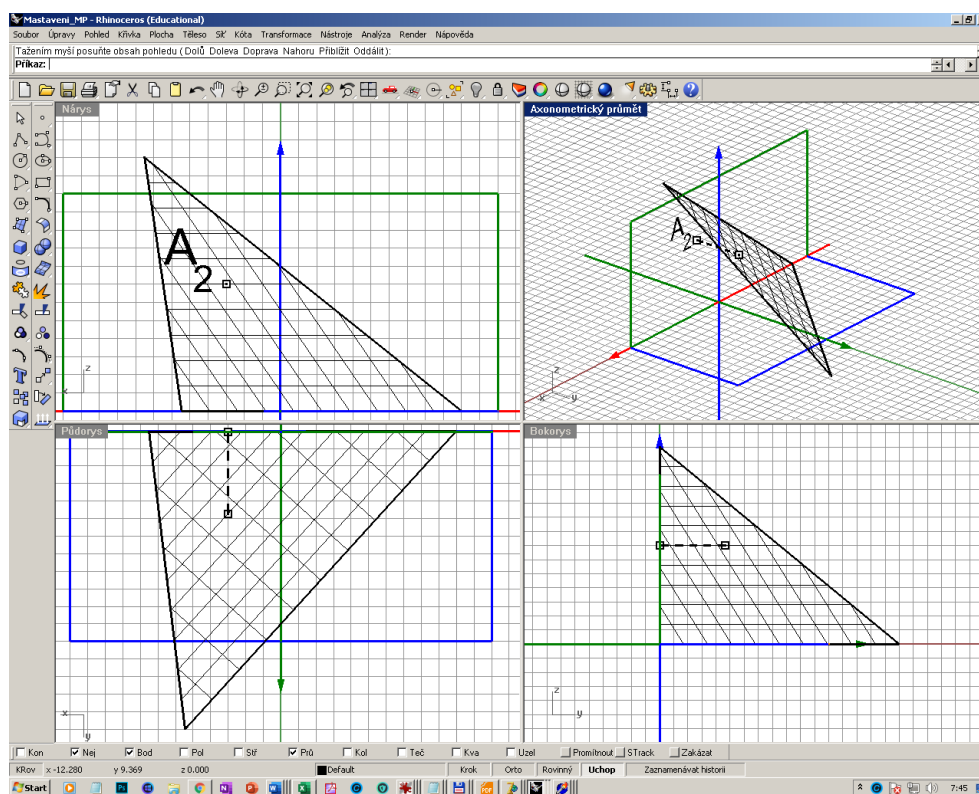 Mastaveni_MP - Rhinoceros (Educational)
Soubor Úpravy Pohled Křivka Plocha Těleso Síť Kóta Transformace Nástroje Analýza Render Nápověda
Tažením myší posuňte obsah pohledu ( Dolů Doleva Doprava Nahoru Přiblížit Oddálit ):
Příkaz:
Nárys
Axonometrický průmět
A2
A2
z
x
z
x y
Půdorys
Bokorys
x
y
z
y
Kon Nej Bod Pol Stř Prů Kol Teč Kva Uzel Promítnout STrack Zakázat
KRov x -12.280 y 9.369 z 0.000 Default Krok Orto Rovinný Uchop Zaznamenávat historii
Start 7:45